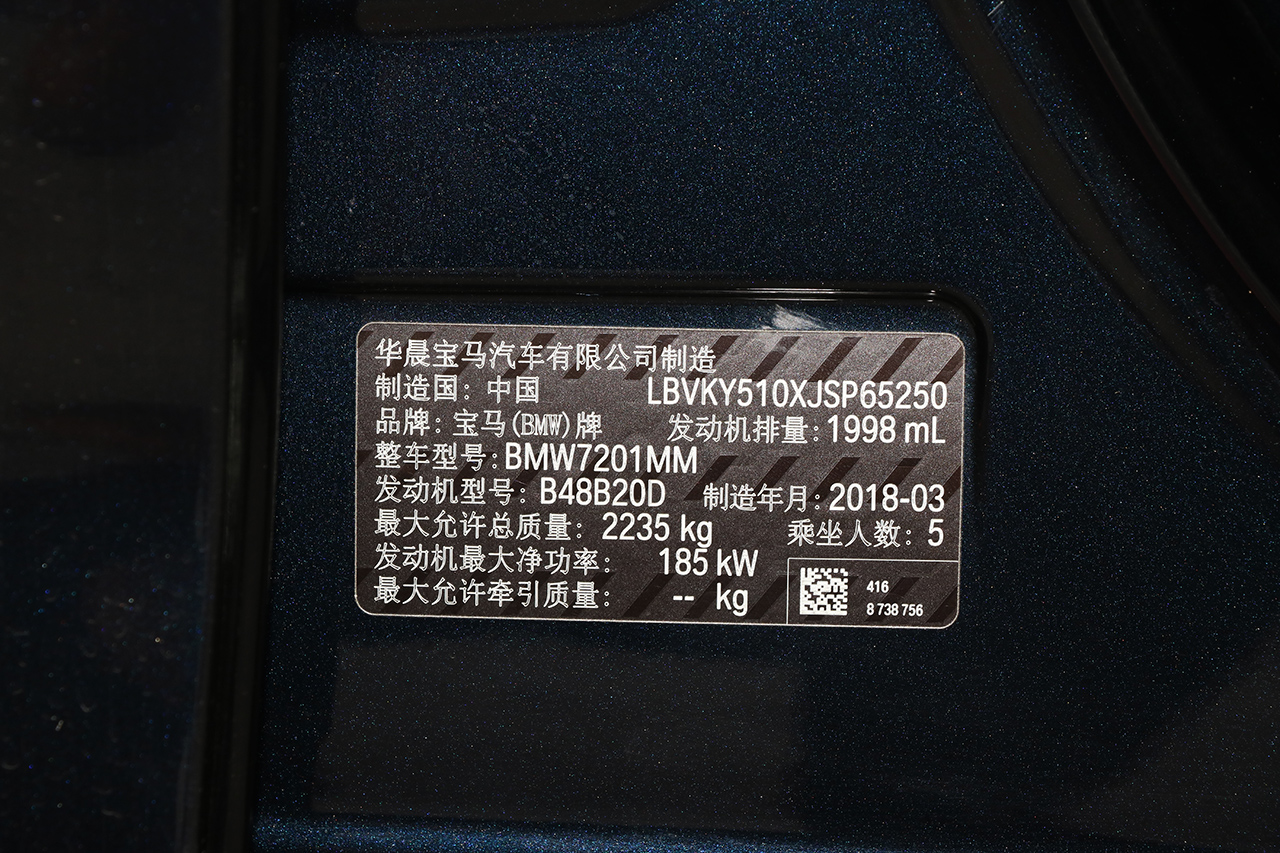 华晨宝马汽车有限公司制造
制造国：中国 LBVKY510XJSP65250
品牌：宝马(BMW)牌 发动机排量：1998 mL
整车型号：BMW7201MM
发动机型号：B48B20D 制造年月：2018-03
最大允许总质量：2235 kg 乘坐人数：5
发动机最大净功率：185 kW
最大允许牵引质量：-- kg
416
8 738 756